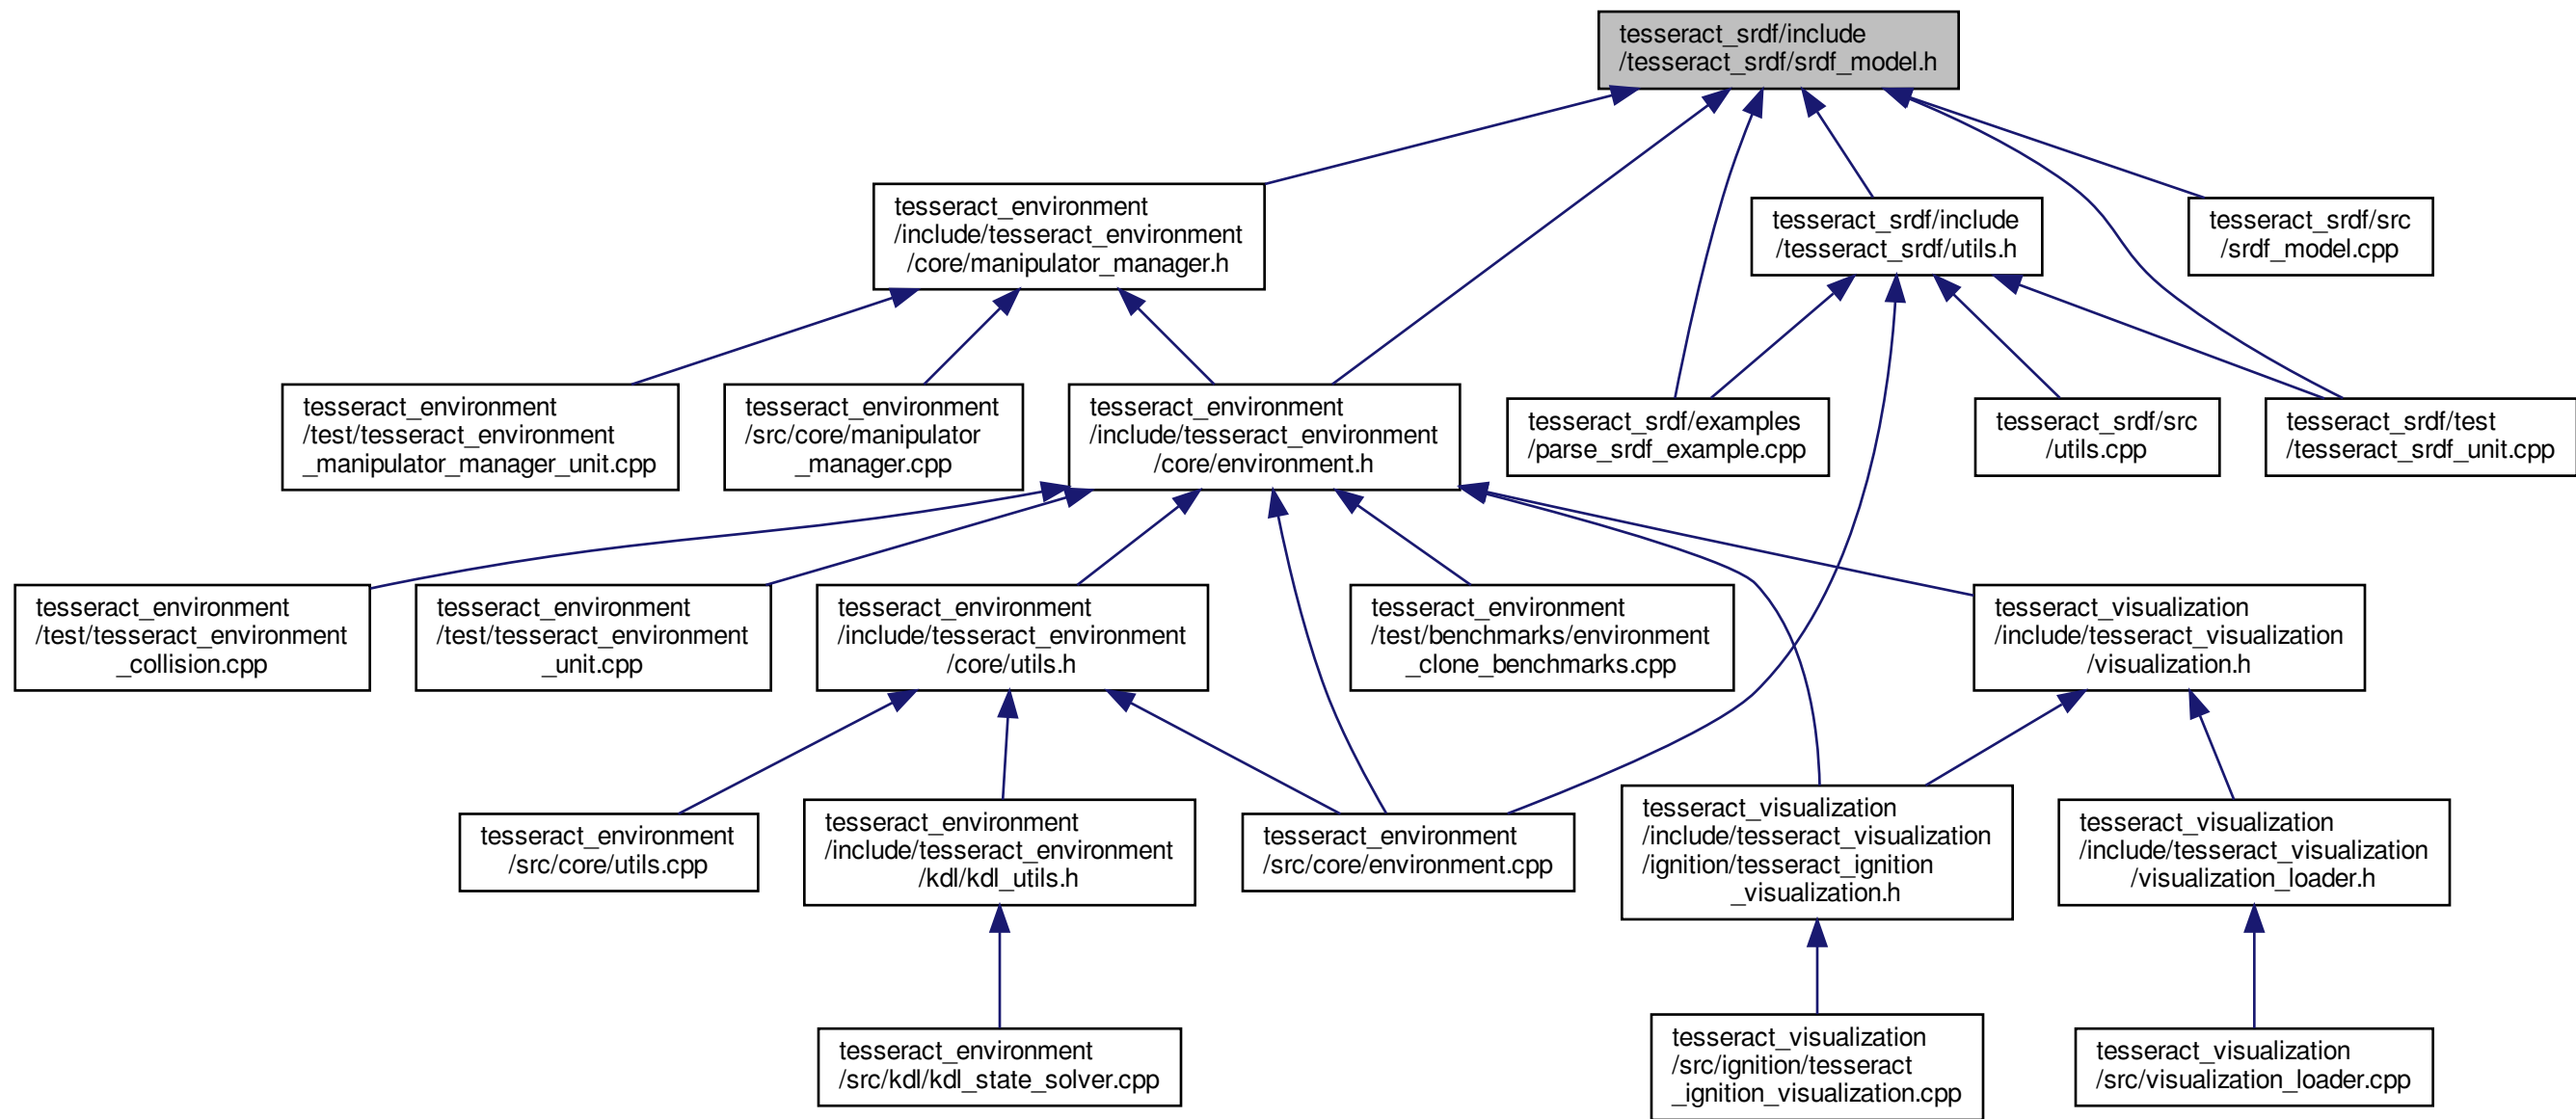 tesseract_srdf/include
/tesseract_srdf/srdf_model.h
tesseract_environment
/include/tesseract_environment
/core/manipulator_manager.h
tesseract_srdf/include
/tesseract_srdf/utils.h
tesseract_srdf/src
/srdf_model.cpp
tesseract_environment
/test/tesseract_environment
_manipulator_manager_unit.cpp
tesseract_environment
/src/core/manipulator
_manager.cpp
tesseract_environment
/include/tesseract_environment
/core/environment.h
tesseract_srdf/examples
/parse_srdf_example.cpp
tesseract_srdf/src
/utils.cpp
tesseract_srdf/test
/tesseract_srdf_unit.cpp
tesseract_environment
/test/tesseract_environment
_collision.cpp
tesseract_environment
/test/tesseract_environment
_unit.cpp
tesseract_environment
/include/tesseract_environment
/core/utils.h
tesseract_environment
/test/benchmarks/environment
_clone_benchmarks.cpp
tesseract_visualization
/include/tesseract_visualization
/visualization.h
tesseract_environment
/src/core/utils.cpp
tesseract_environment
/include/tesseract_environment
/kdl/kdl_utils.h
tesseract_environment
/src/core/environment.cpp
tesseract_visualization
/include/tesseract_visualization
/ignition/tesseract_ignition
_visualization.h
tesseract_visualization
/include/tesseract_visualization
/visualization_loader.h
tesseract_environment
/src/kdl/kdl_state_solver.cpp
tesseract_visualization
/src/ignition/tesseract
_ignition_visualization.cpp
tesseract_visualization
/src/visualization_loader.cpp